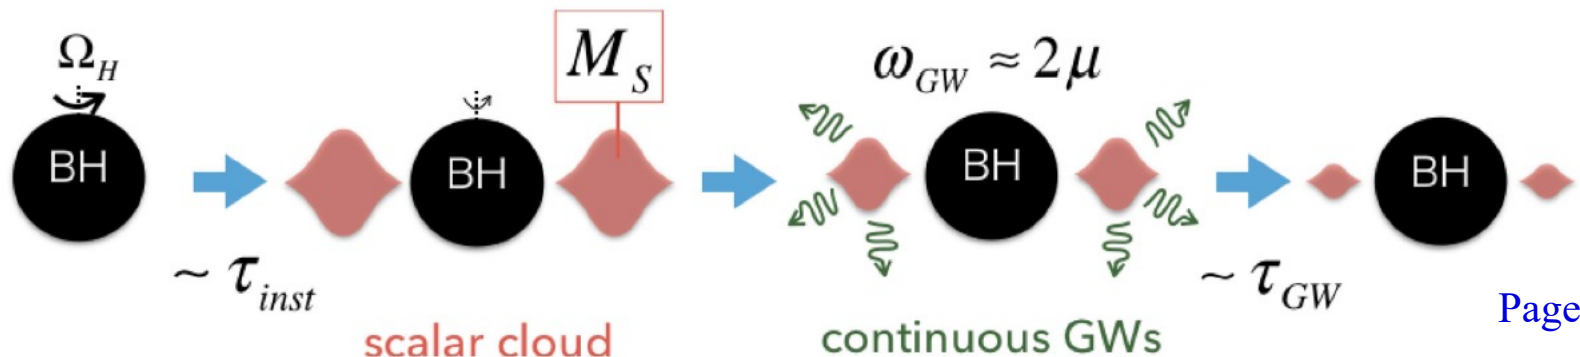 Ω_H
M_S
ω_GW ≈ 2μ
BH
BH
BH
BH
~ τ_inst
~ τ_GW
Page
scalar cloud
continuous GWs